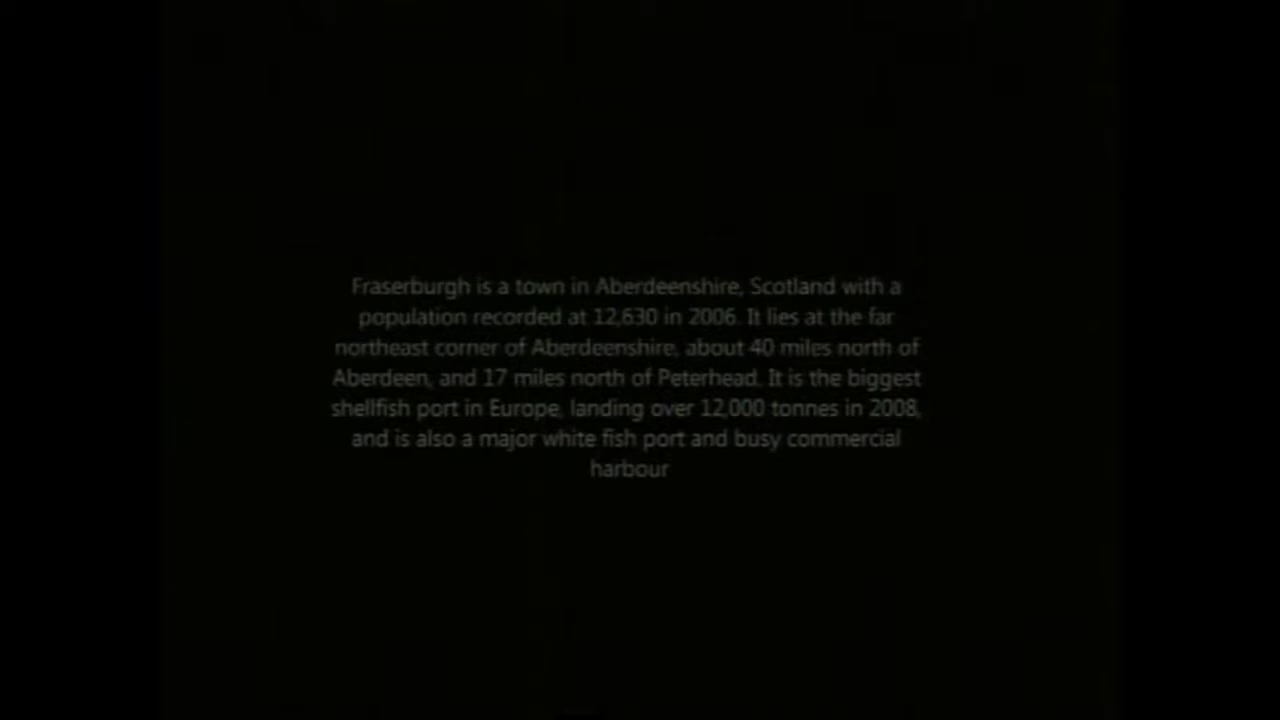 Fraserburgh is a town in Aberdeenshire, Scotland with a
population recorded at 12,630 in 2006. It lies at the far
northeast corner of Aberdeenshire, about 40 miles north of
Aberdeen, and 17 miles north of Peterhead. It is the biggest
shellfish port in Europe, landing over 12,000 tonnes in 2008,
and is also a major white fish port and busy commercial
harbour